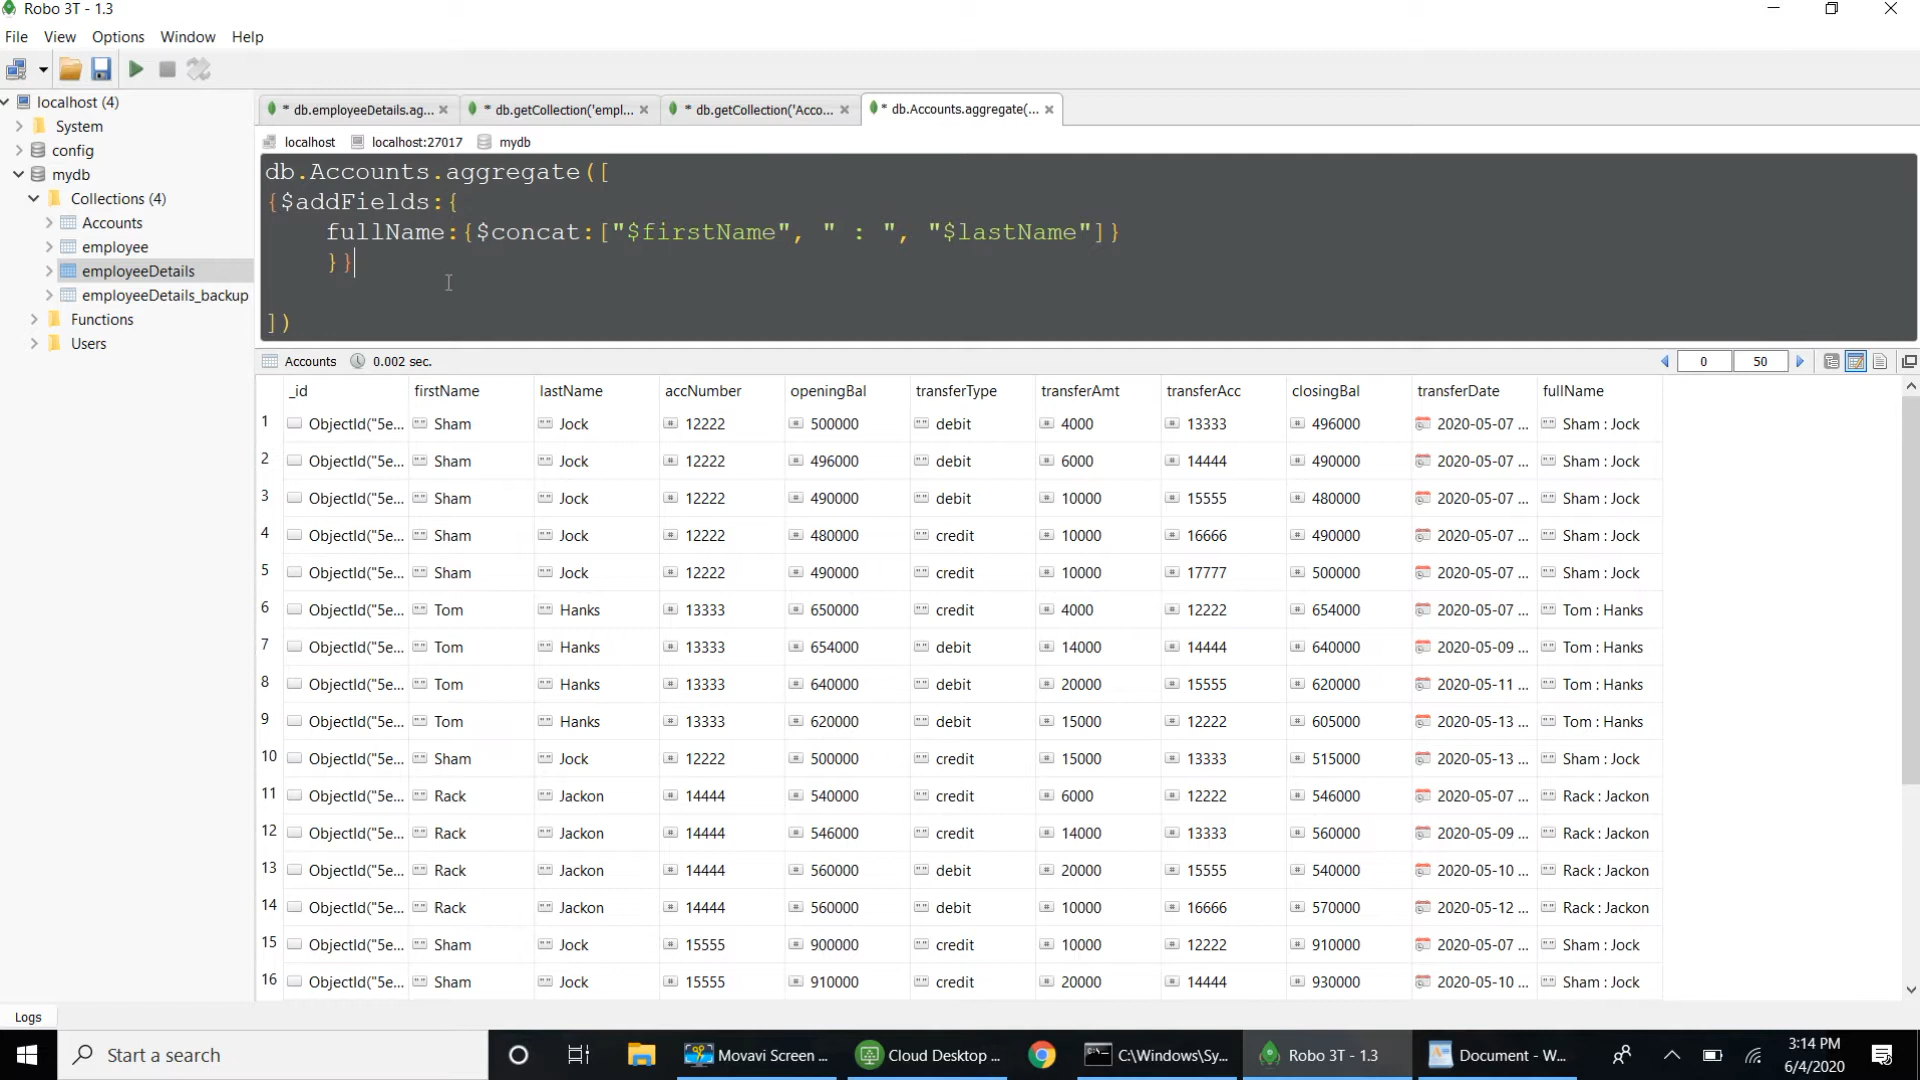 Robo 3T - 1.3
File View Options Window Help
localhost (4)
System
config
mydb
Collections (4)
Accounts
employee
employeeDetails
employeeDetails_backup
Functions
Users
* db.employeeDetails.ag... * db.getCollection('empl... * db.getCollection('Acco... * db.Accounts.aggregate(...
localhost localhost:27017 mydb
db.Accounts.aggregate([
{$addFields:{
fullName:{$concat:["$firstName", " : ", "$lastName"]}
}}
])
Accounts 0.002 sec. 0 50
_id firstName lastName accNumber openingBal transferType transferAmt transferAcc closingBal transferDate fullName
1 ObjectId("5e... Sham Jock 12222 500000 debit 4000 13333 496000 2020-05-07 ... Sham : Jock
2 ObjectId("5e... Sham Jock 12222 496000 debit 6000 14444 490000 2020-05-07 ... Sham : Jock
3 ObjectId("5e... Sham Jock 12222 490000 debit 10000 15555 480000 2020-05-07 ... Sham : Jock
4 ObjectId("5e... Sham Jock 12222 480000 credit 10000 16666 490000 2020-05-07 ... Sham : Jock
5 ObjectId("5e... Sham Jock 12222 490000 credit 10000 17777 500000 2020-05-07 ... Sham : Jock
6 ObjectId("5e... Tom Hanks 13333 650000 credit 4000 12222 654000 2020-05-07 ... Tom : Hanks
7 ObjectId("5e... Tom Hanks 13333 654000 debit 14000 14444 640000 2020-05-09 ... Tom : Hanks
8 ObjectId("5e... Tom Hanks 13333 640000 debit 20000 15555 620000 2020-05-11 ... Tom : Hanks
9 ObjectId("5e... Tom Hanks 13333 620000 debit 15000 12222 605000 2020-05-13 ... Tom : Hanks
10 ObjectId("5e... Sham Jock 12222 500000 credit 15000 13333 515000 2020-05-13 ... Sham : Jock
11 ObjectId("5e... Rack Jackon 14444 540000 credit 6000 12222 546000 2020-05-07 ... Rack : Jackon
12 ObjectId("5e... Rack Jackon 14444 546000 credit 14000 13333 560000 2020-05-09 ... Rack : Jackon
13 ObjectId("5e... Rack Jackon 14444 560000 debit 20000 15555 540000 2020-05-10 ... Rack : Jackon
14 ObjectId("5e... Rack Jackon 14444 560000 debit 10000 16666 570000 2020-05-12 ... Rack : Jackon
15 ObjectId("5e... Sham Jock 15555 900000 credit 10000 12222 910000 2020-05-07 ... Sham : Jock
16 ObjectId("5e... Sham Jock 15555 910000 credit 20000 14444 930000 2020-05-10 ... Sham : Jock
Logs
Start a search Movavi Screen ... Cloud Desktop ... C:\Windows\Sy... Robo 3T - 1.3 Document - W... 3:14 PM
6/4/2020